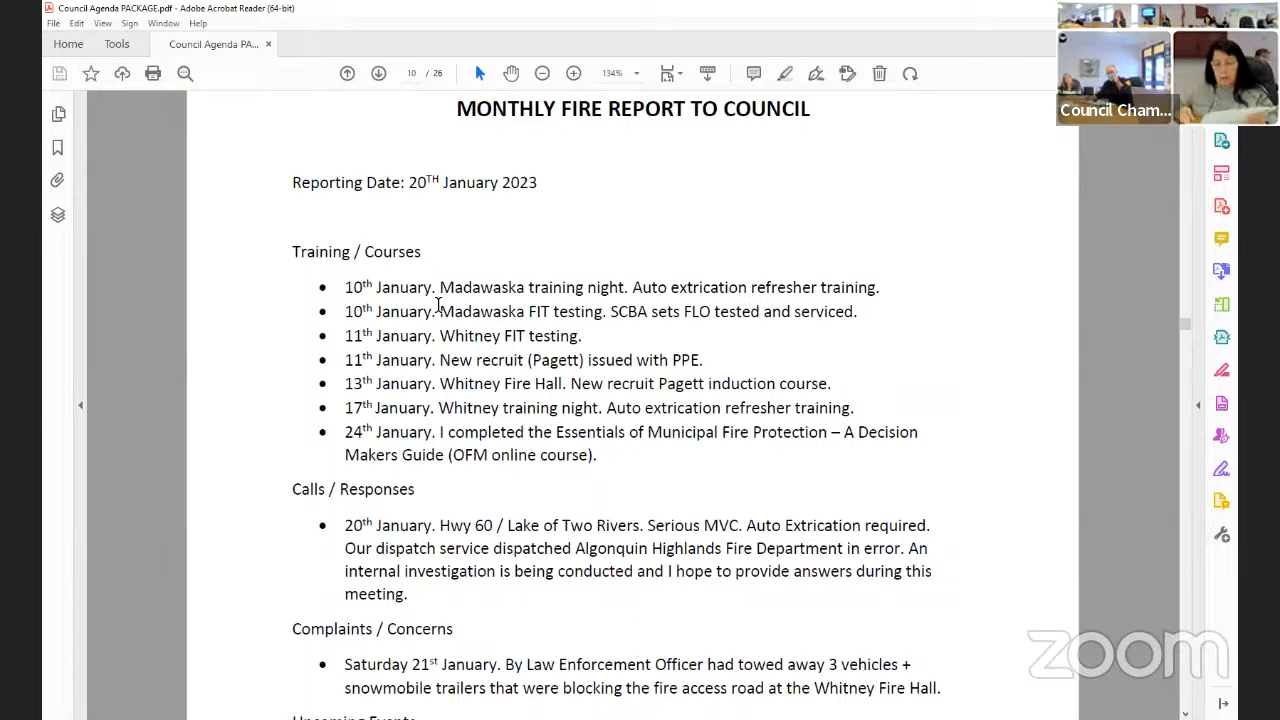 Council Agenda PACKAGE.pdf - Adobe Acrobat Reader (64-bit)
File Edit View Sign Window Help
Home Tools Council Agenda PA... ×
10 / 26 134%
MONTHLY FIRE REPORT TO COUNCIL
Council Cham...
Reporting Date: 20TH January 2023
Training / Courses
• 10th January. Madawaska training night. Auto extrication refresher training.
• 10th January. Madawaska FIT testing. SCBA sets FLO tested and serviced.
• 11th January. Whitney FIT testing.
• 11th January. New recruit (Pagett) issued with PPE.
• 13th January. Whitney Fire Hall. New recruit Pagett induction course.
• 17th January. Whitney training night. Auto extrication refresher training.
• 24th January. I completed the Essentials of Municipal Fire Protection – A Decision
Makers Guide (OFM online course).
Calls / Responses
• 20th January. Hwy 60 / Lake of Two Rivers. Serious MVC. Auto Extrication required.
Our dispatch service dispatched Algonquin Highlands Fire Department in error. An
internal investigation is being conducted and I hope to provide answers during this
meeting.
Complaints / Concerns
• Saturday 21st January. By Law Enforcement Officer had towed away 3 vehicles +
snowmobile trailers that were blocking the fire access road at the Whitney Fire Hall.
Upcoming Events
zoom